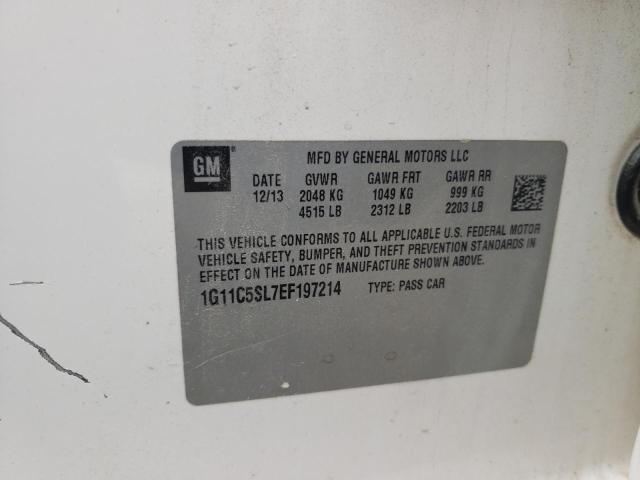 GM
MFD BY GENERAL MOTORS LLC
DATE GVWR GAWR FRT GAWR RR
12/13 2048 KG 1049 KG 999 KG
4515 LB 2312 LB 2203 LB
THIS VEHICLE CONFORMS TO ALL APPLICABLE U.S. FEDERAL MOTOR
VEHICLE SAFETY, BUMPER, AND THEFT PREVENTION STANDARDS IN
EFFECT ON THE DATE OF MANUFACTURE SHOWN ABOVE.
1G11C5SL7EF197214 TYPE: PASS CAR